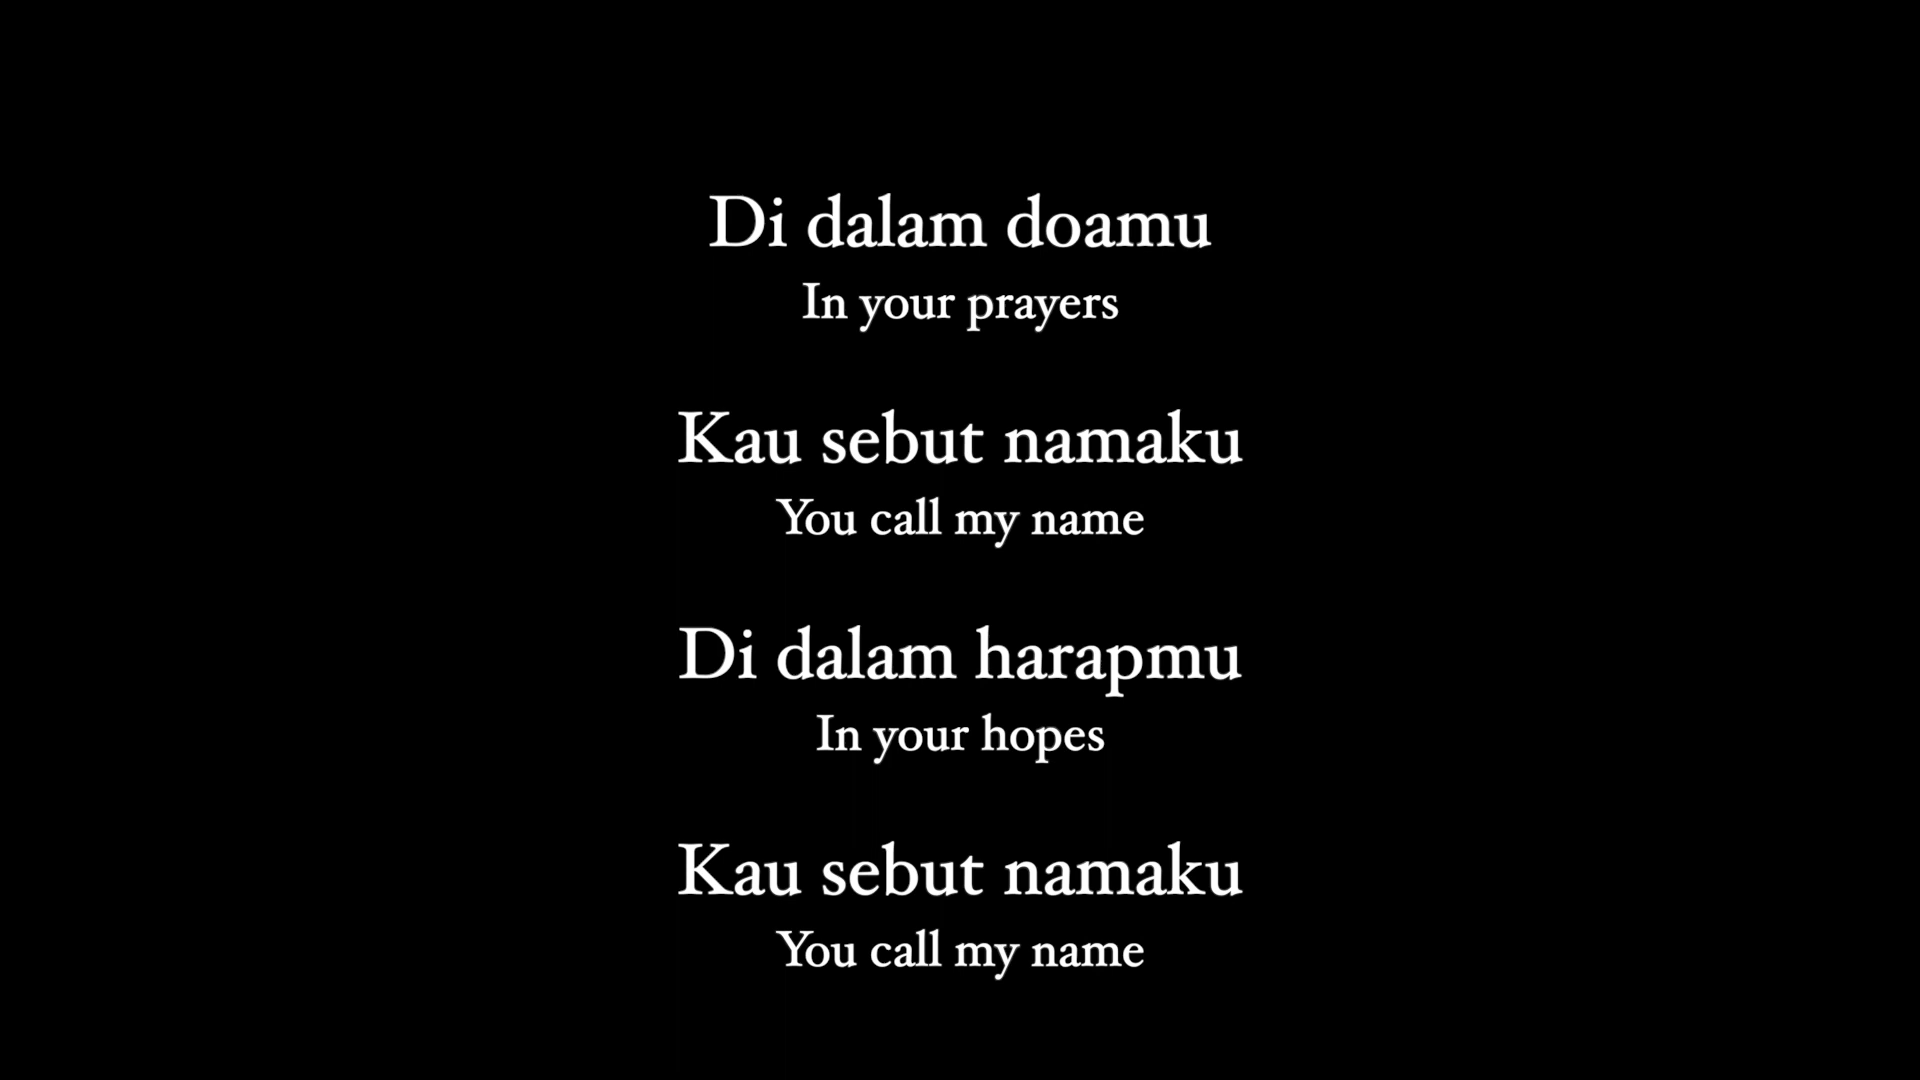 Di dalam doamu
In your prayers
Kau sebut namaku
You call my name
Di dalam harapmu
In your hopes
Kau sebut namaku
You call my name